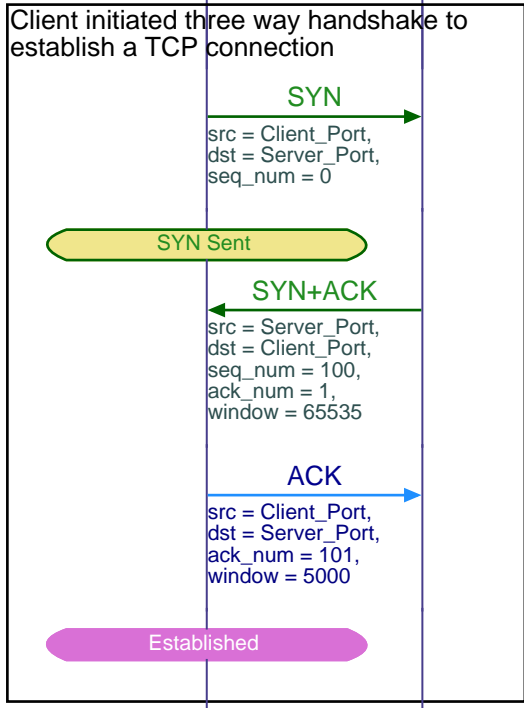 Client initiated three way handshake to
establish a TCP connection
SYN
src = Client_Port,
dst = Server_Port,
seq_num = 0
SYN Sent
SYN+ACK
src = Server_Port,
dst = Client_Port,
seq_num = 100,
ack_num = 1,
window = 65535
ACK
src = Client_Port,
dst = Server_Port,
ack_num = 101,
window = 5000
Established